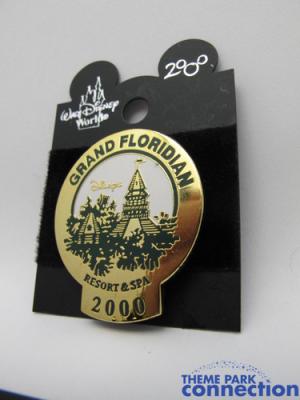 Walt Disney
World
2000
GRAND FLORIDIAN
Disney's
RESORT & SPA
2000
THEME PARK
connection